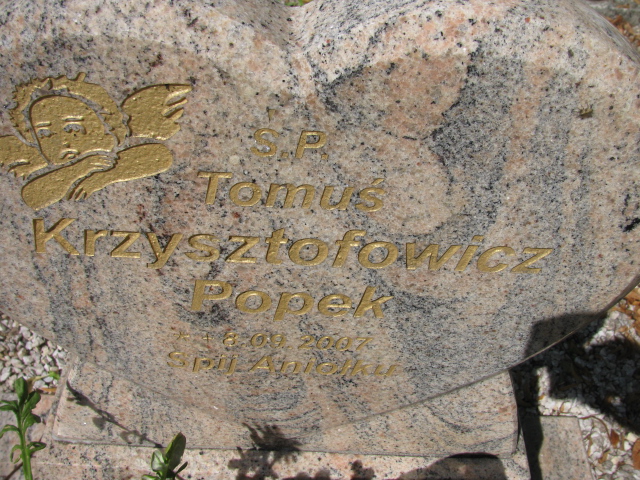 Ś.P.
Tomuś
Krzysztofowicz
Popek
* + 8.09.2007
Śpij Aniołku